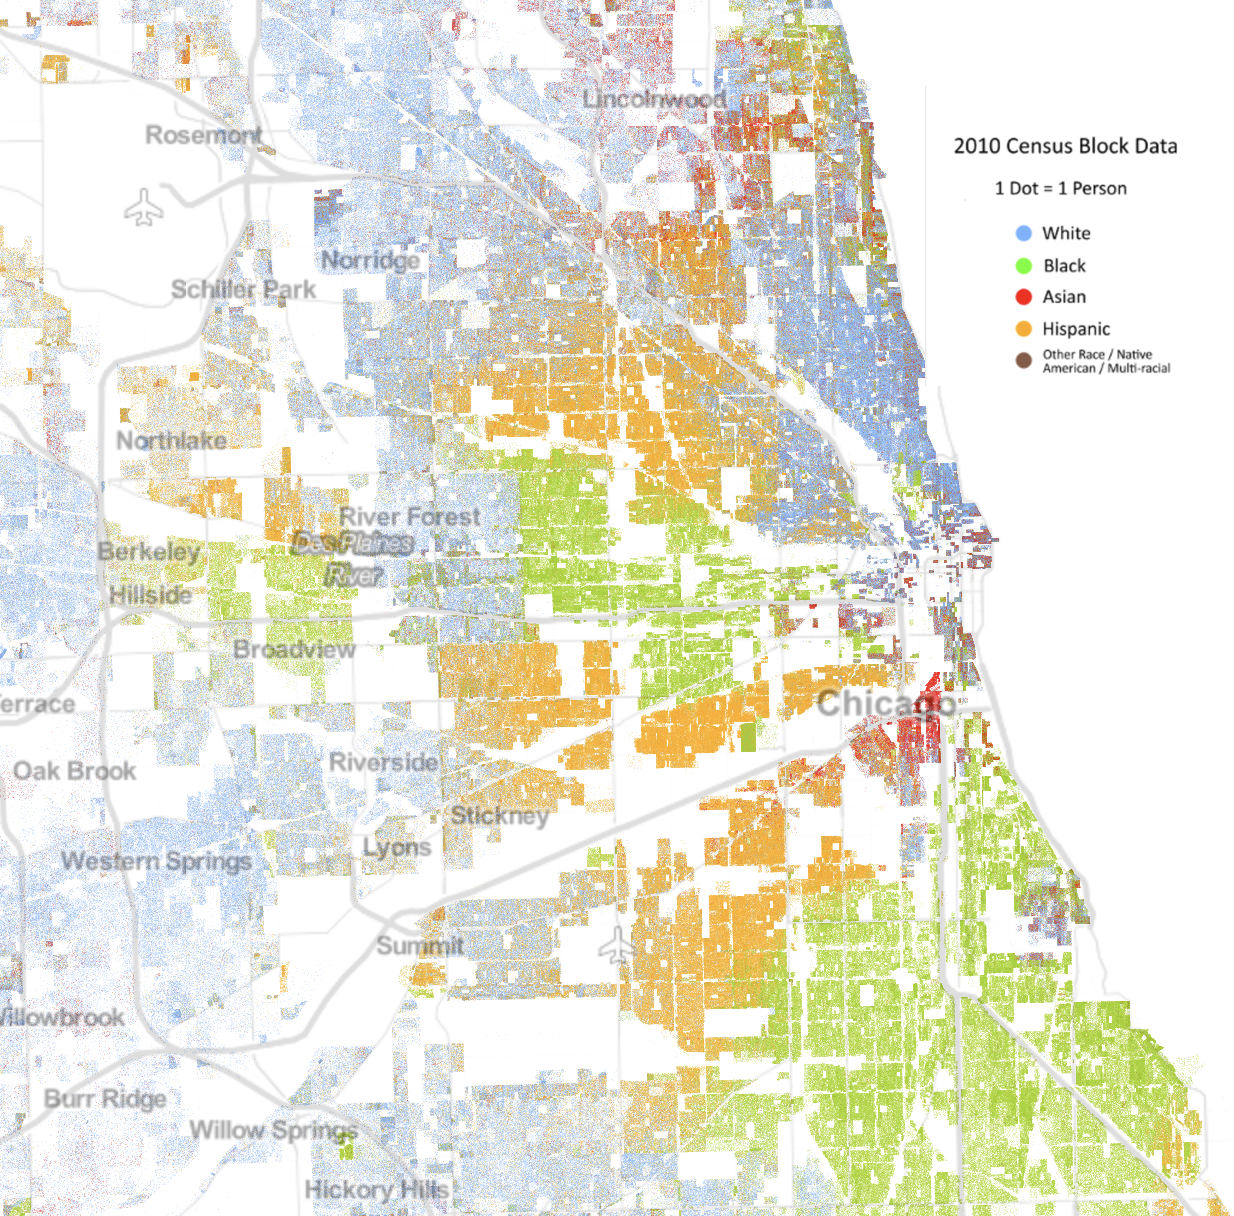 Lincolnwood
Rosemont
2010 Census Block Data
1 Dot = 1 Person
White
Black
Asian
Hispanic
Other Race / Native
American / Multi-racial
Norridge
Schiller Park
Northlake
River Forest
Des Plaines
River
Berkeley
Hillside
Broadview
errace
Chicago
Oak Brook
Riverside
Stickney
Lyons
Western Springs
Summit
Willowbrook
Burr Ridge
Willow Springs
Hickory Hills